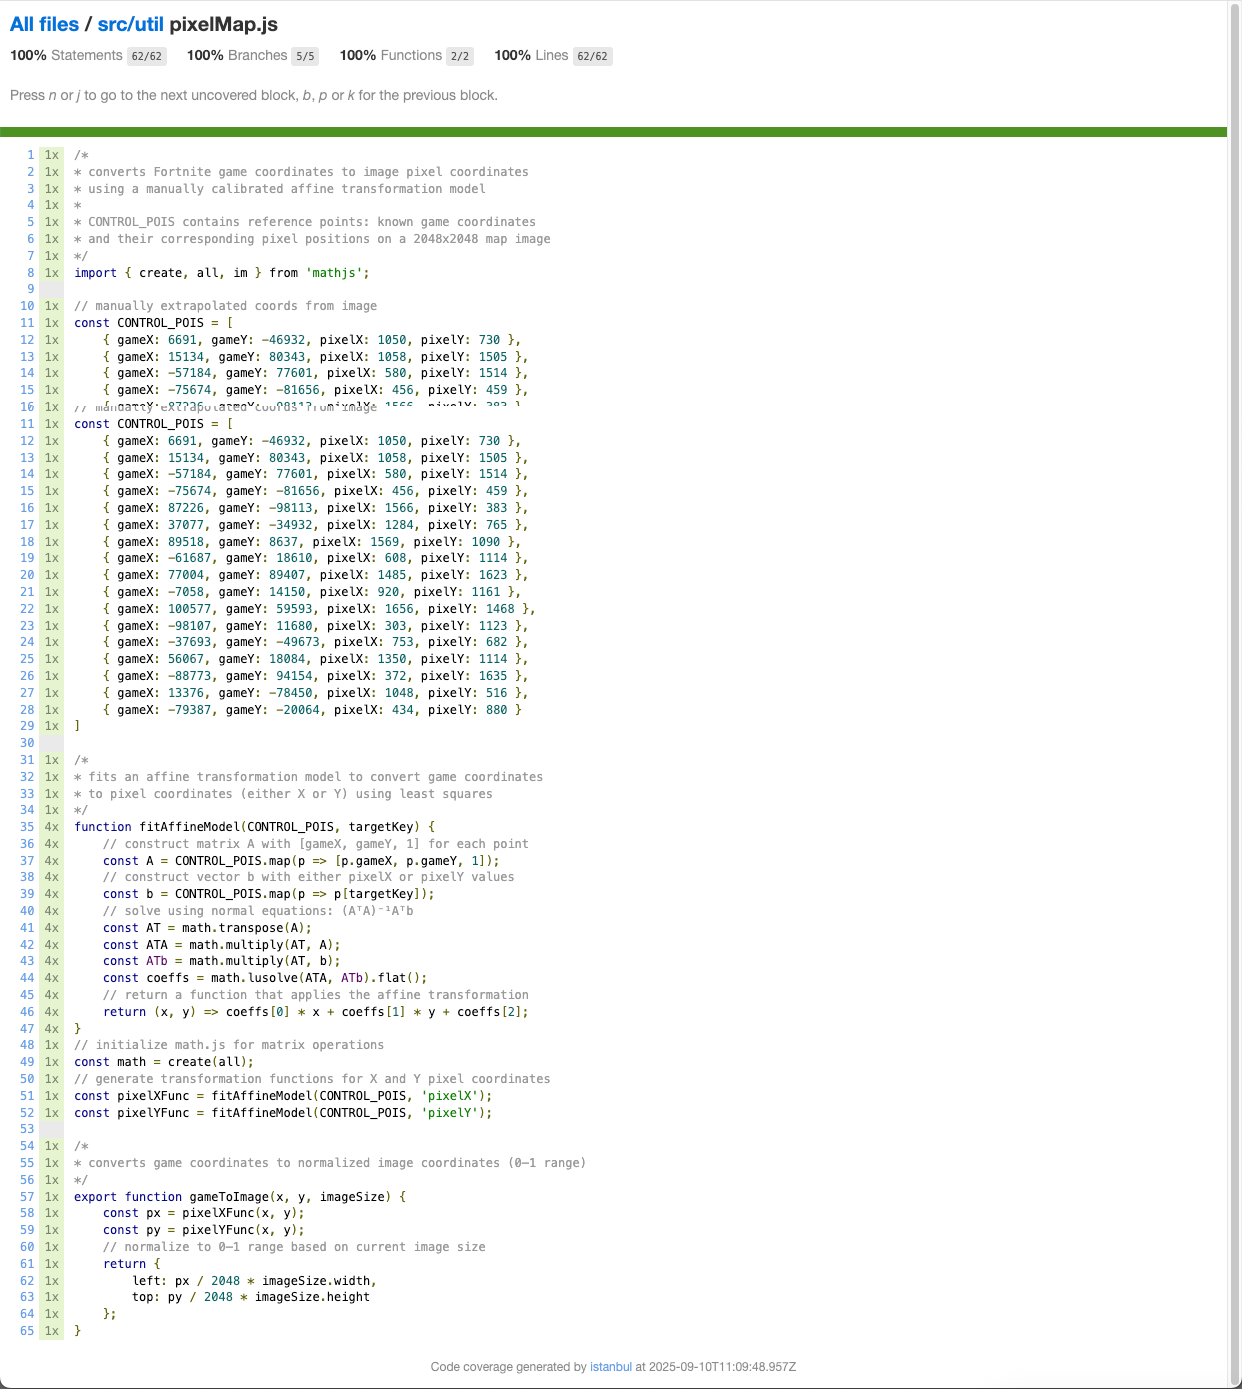 All files / src/util pixelMap.js
100% Statements 62/62 100% Branches 5/5 100% Functions 2/2 100% Lines 62/62
Press n or j to go to the next uncovered block, b, p or k for the previous block.
1 1x /*
2 1x * converts Fortnite game coordinates to image pixel coordinates
3 1x * using a manually calibrated affine transformation model
4 1x *
5 1x * CONTROL_POIS contains reference points: known game coordinates
6 1x * and their corresponding pixel positions on a 2048x2048 map image
7 1x */
8 1x import { create, all, im } from 'mathjs';
9
10 1x // manually extrapolated coords from image
11 1x const CONTROL_POIS = [
12 1x { gameX: 6691, gameY: −46932, pixelX: 1050, pixelY: 730 },
13 1x { gameX: 15134, gameY: 80343, pixelX: 1058, pixelY: 1505 },
14 1x { gameX: −57184, gameY: 77601, pixelX: 580, pixelY: 1514 },
15 1x { gameX: −75674, gameY: −81656, pixelX: 456, pixelY: 459 },
16 1x // manually extrapolated coords from image
11 1x const CONTROL_POIS = [
12 1x { gameX: 6691, gameY: −46932, pixelX: 1050, pixelY: 730 },
13 1x { gameX: 15134, gameY: 80343, pixelX: 1058, pixelY: 1505 },
14 1x { gameX: −57184, gameY: 77601, pixelX: 580, pixelY: 1514 },
15 1x { gameX: −75674, gameY: −81656, pixelX: 456, pixelY: 459 },
16 1x { gameX: 87226, gameY: −98113, pixelX: 1566, pixelY: 383 },
17 1x { gameX: 37077, gameY: −34932, pixelX: 1284, pixelY: 765 },
18 1x { gameX: 89518, gameY: 8637, pixelX: 1569, pixelY: 1090 },
19 1x { gameX: −61687, gameY: 18610, pixelX: 608, pixelY: 1114 },
20 1x { gameX: 77004, gameY: 89407, pixelX: 1485, pixelY: 1623 },
21 1x { gameX: −7058, gameY: 14150, pixelX: 920, pixelY: 1161 },
22 1x { gameX: 100577, gameY: 59593, pixelX: 1656, pixelY: 1468 },
23 1x { gameX: −98107, gameY: 11680, pixelX: 303, pixelY: 1123 },
24 1x { gameX: −37693, gameY: −49673, pixelX: 753, pixelY: 682 },
25 1x { gameX: 56067, gameY: 18084, pixelX: 1350, pixelY: 1114 },
26 1x { gameX: −88773, gameY: 94154, pixelX: 372, pixelY: 1635 },
27 1x { gameX: 13376, gameY: −78450, pixelX: 1048, pixelY: 516 },
28 1x { gameX: −79387, gameY: −20064, pixelX: 434, pixelY: 880 }
29 1x ]
30
31 1x /*
32 1x * fits an affine transformation model to convert game coordinates
33 1x * to pixel coordinates (either X or Y) using least squares
34 1x */
35 4x function fitAffineModel(CONTROL_POIS, targetKey) {
36 4x // construct matrix A with [gameX, gameY, 1] for each point
37 4x const A = CONTROL_POIS.map(p => [p.gameX, p.gameY, 1]);
38 4x // construct vector b with either pixelX or pixelY values
39 4x const b = CONTROL_POIS.map(p => p[targetKey]);
40 4x // solve using normal equations: (AᵀA)⁻¹Aᵀb
41 4x const AT = math.transpose(A);
42 4x const ATA = math.multiply(AT, A);
43 4x const ATb = math.multiply(AT, b);
44 4x const coeffs = math.lusolve(ATA, ATb).flat();
45 4x // return a function that applies the affine transformation
46 4x return (x, y) => coeffs[0] * x + coeffs[1] * y + coeffs[2];
47 4x }
48 1x // initialize math.js for matrix operations
49 1x const math = create(all);
50 1x // generate transformation functions for X and Y pixel coordinates
51 1x const pixelXFunc = fitAffineModel(CONTROL_POIS, 'pixelX');
52 1x const pixelYFunc = fitAffineModel(CONTROL_POIS, 'pixelY');
53
54 1x /*
55 1x * converts game coordinates to normalized image coordinates (0–1 range)
56 1x */
57 1x export function gameToImage(x, y, imageSize) {
58 1x const px = pixelXFunc(x, y);
59 1x const py = pixelYFunc(x, y);
60 1x // normalize to 0–1 range based on current image size
61 1x return {
62 1x left: px / 2048 * imageSize.width,
63 1x top: py / 2048 * imageSize.height
64 1x };
65 1x }
Code coverage generated by istanbul at 2025-09-10T11:09:48.957Z